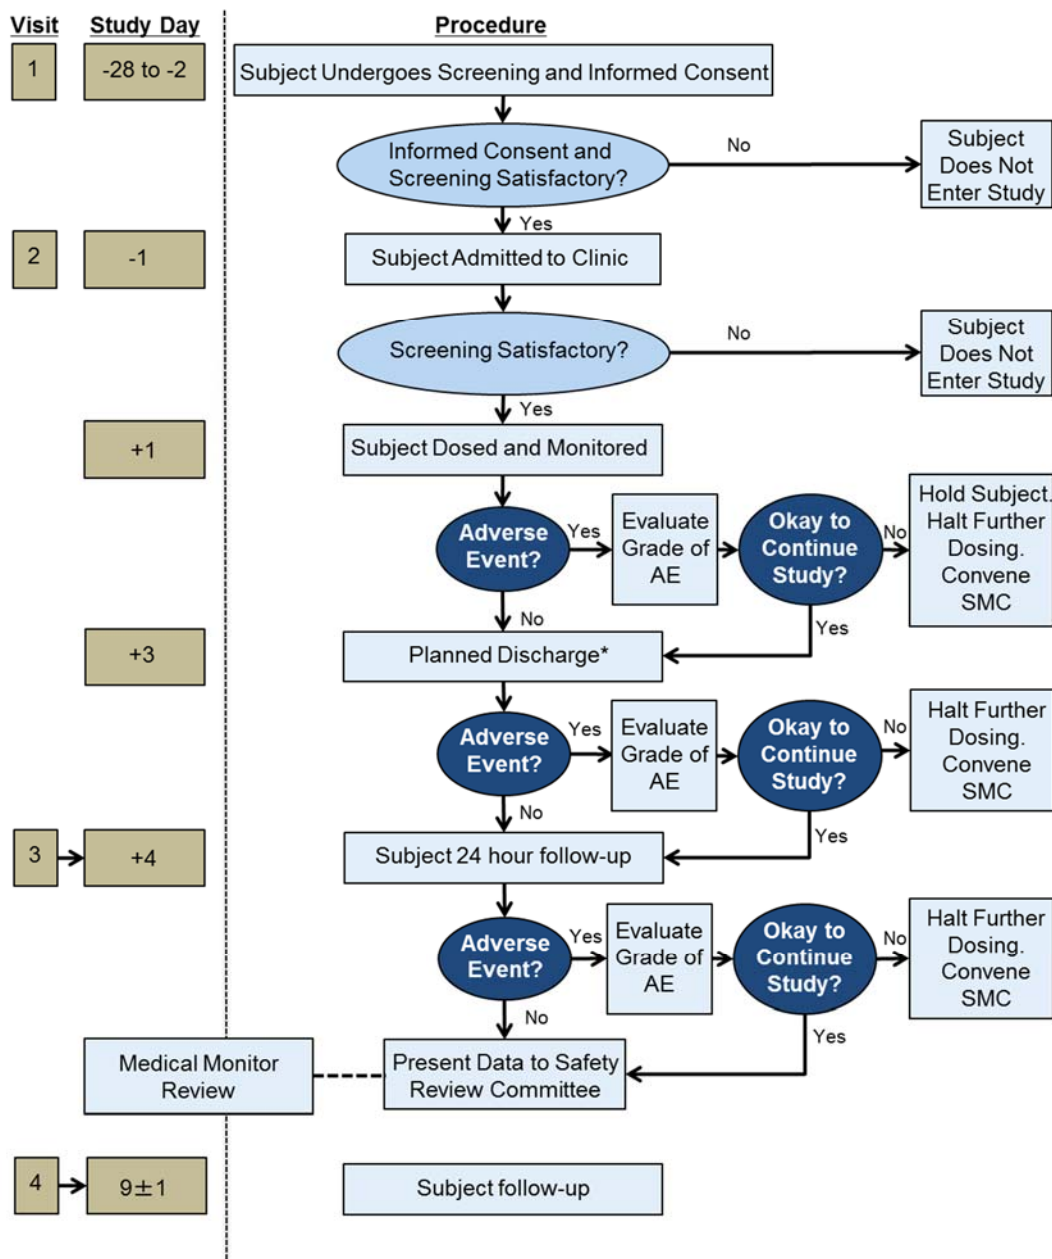 Visit
Study Day
Procedure
1
-28 to -2
Subject Undergoes Screening and Informed Consent
Informed Consent and
Screening Satisfactory?
No
Subject
Does Not
Enter Study
Yes
2
-1
Subject Admitted to Clinic
Screening Satisfactory?
No
Subject
Does Not
Enter Study
Yes
+1
Subject Dosed and Monitored
Adverse
Event?
Yes
Evaluate
Grade of
AE
Okay to
Continue
Study?
No
Hold Subject.
Halt Further
Dosing.
Convene
SMC
No
Yes
+3
Planned Discharge*
Adverse
Event?
Yes
Evaluate
Grade of
AE
Okay to
Continue
Study?
No
Halt Further
Dosing.
Convene
SMC
No
Yes
3
+4
Subject 24 hour follow-up
Adverse
Event?
Yes
Evaluate
Grade of
AE
Okay to
Continue
Study?
No
Halt Further
Dosing.
Convene
SMC
No
Yes
Medical Monitor
Review
Present Data to Safety
Review Committee
4
9±1
Subject follow-up